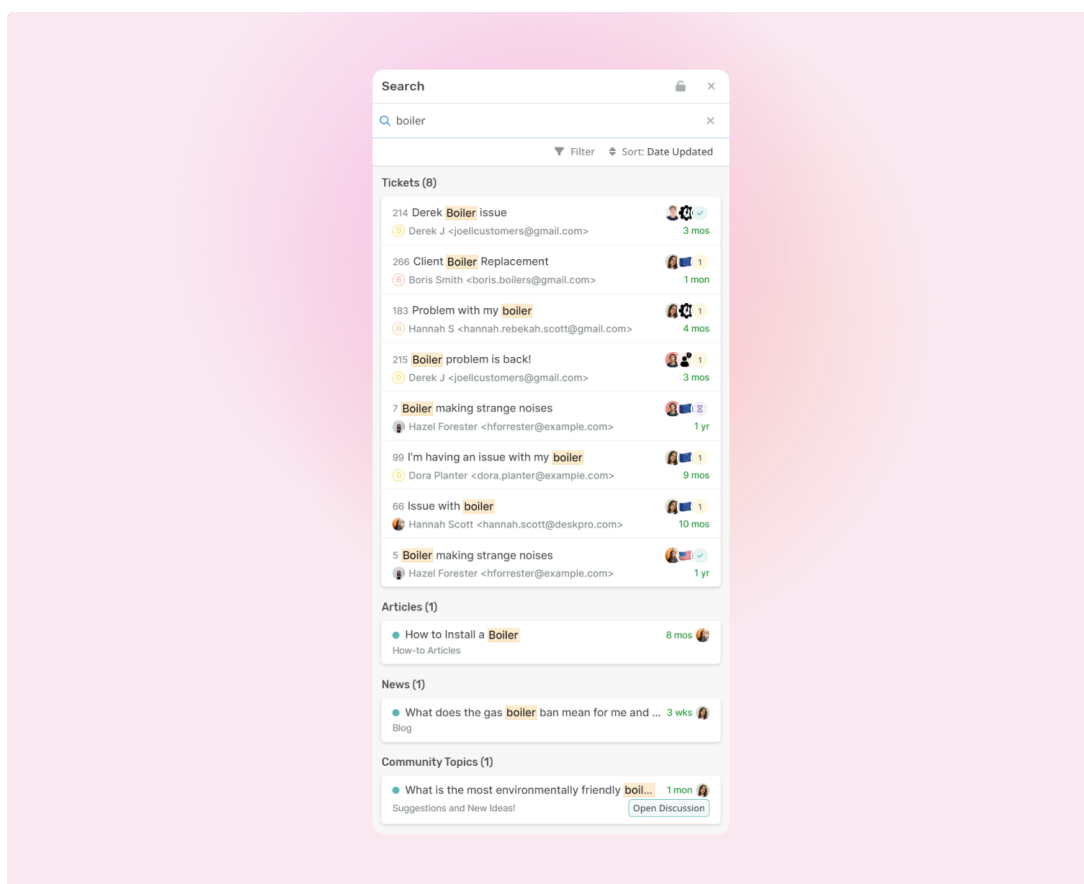 Search
boiler
Filter Sort: Date Updated
Tickets (8)
214 Derek Boiler issue
D Derek J <joellcustomers@gmail.com> 3 mos
266 Client Boiler Replacement 1
B Boris Smith <boris.boilers@gmail.com> 1 mon
183 Problem with my boiler 1
H Hannah S <hannah.rebekah.scott@gmail.com> 4 mos
215 Boiler problem is back! 1
D Derek J <joellcustomers@gmail.com> 3 mos
7 Boiler making strange noises
Hazel Forester <hforrester@example.com> 1 yr
99 I'm having an issue with my boiler 1
D Dora Planter <dora.planter@example.com> 9 mos
66 Issue with boiler 1
Hannah Scott <hannah.scott@deskpro.com> 10 mos
5 Boiler making strange noises
Hazel Forester <hforrester@example.com> 1 yr
Articles (1)
How to Install a Boiler 8 mos
How-to Articles
News (1)
What does the gas boiler ban mean for me and ... 3 wks
Blog
Community Topics (1)
What is the most environmentally friendly boil... 1 mon
Suggestions and New Ideas! Open Discussion